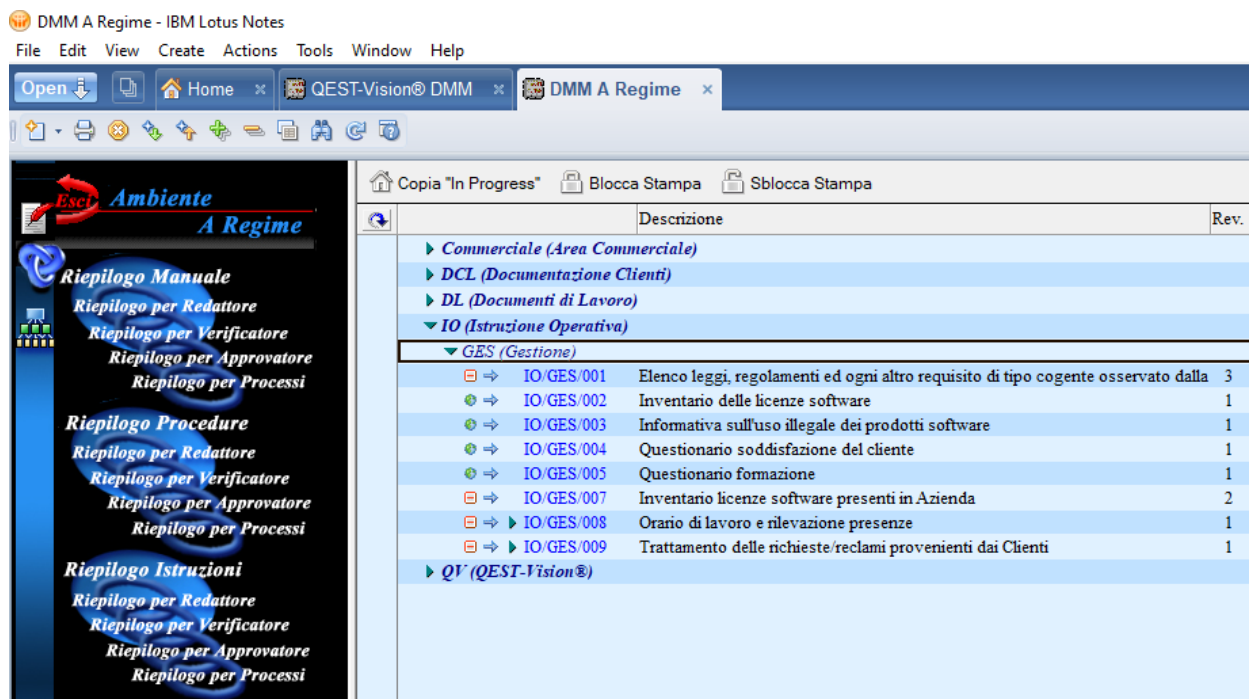 DMM A Regime - IBM Lotus Notes
File Edit View Create Actions Tools Window Help
Open Home QEST-Vision® DMM DMM A Regime
Esci Ambiente
A Regime
Riepilogo Manuale
Riepilogo per Redattore
Riepilogo per Verificatore
Riepilogo per Approvatore
Riepilogo per Processi
Riepilogo Procedure
Riepilogo per Redattore
Riepilogo per Verificatore
Riepilogo per Approvatore
Riepilogo per Processi
Riepilogo Istruzioni
Riepilogo per Redattore
Riepilogo per Verificatore
Riepilogo per Approvatore
Riepilogo per Processi
Copia "In Progress" Blocca Stampa Sblocca Stampa
Descrizione Rev.
Commerciale (Area Commerciale)
DCL (Documentazione Clienti)
DL (Documenti di Lavoro)
IO (Istruzione Operativa)
GES (Gestione)
IO/GES/001 Elenco leggi, regolamenti ed ogni altro requisito di tipo cogente osservato dalla 3
IO/GES/002 Inventario delle licenze software 1
IO/GES/003 Informativa sull'uso illegale dei prodotti software 1
IO/GES/004 Questionario soddisfazione del cliente 1
IO/GES/005 Questionario formazione 1
IO/GES/007 Inventario licenze software presenti in Azienda 2
IO/GES/008 Orario di lavoro e rilevazione presenze 1
IO/GES/009 Trattamento delle richieste/reclami provenienti dai Clienti 1
QV (QEST-Vision®)